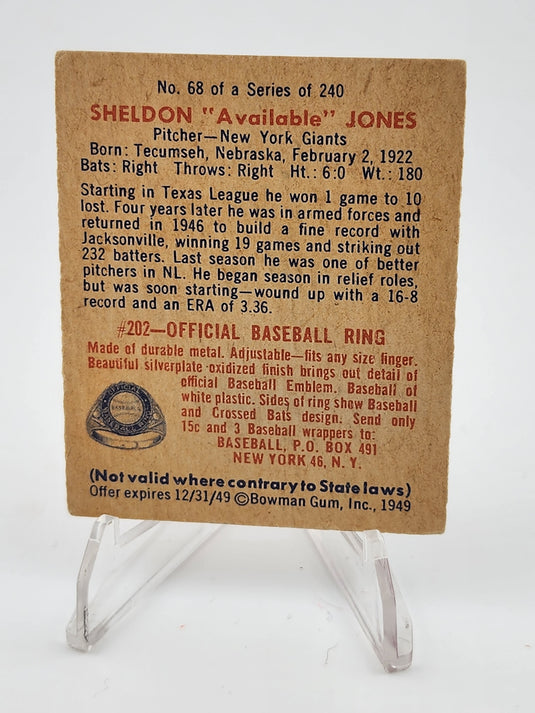 No. 68 of a Series of 240
SHELDON "Available" JONES
Pitcher—New York Giants
Born: Tecumseh, Nebraska, February 2, 1922
Bats: Right Throws: Right Ht.: 6:0 Wt.: 180
Starting in Texas League he won 1 game to 10
lost. Four years later he was in armed forces and
returned in 1946 to build a fine record with
Jacksonville, winning 19 games and striking out
232 batters. Last season he was one of better
pitchers in NL. He began season in relief roles,
but was soon starting—wound up with a 16-8
record and an ERA of 3.36.
#202—OFFICIAL BASEBALL RING
Made of durable metal. Adjustable—fits any size finger.
Beautiful silverplate oxidized finish brings out detail of
official Baseball Emblem. Baseball of
white plastic. Sides of ring show Baseball
and Crossed Bats design. Send only
15c and 3 Baseball wrappers to:
BASEBALL, P.O. BOX 491
NEW YORK 46, N. Y.
OFFICIAL
BASEBALL RING
(Not valid where contrary to State laws)
Offer expires 12/31/49 ©Bowman Gum, Inc., 1949